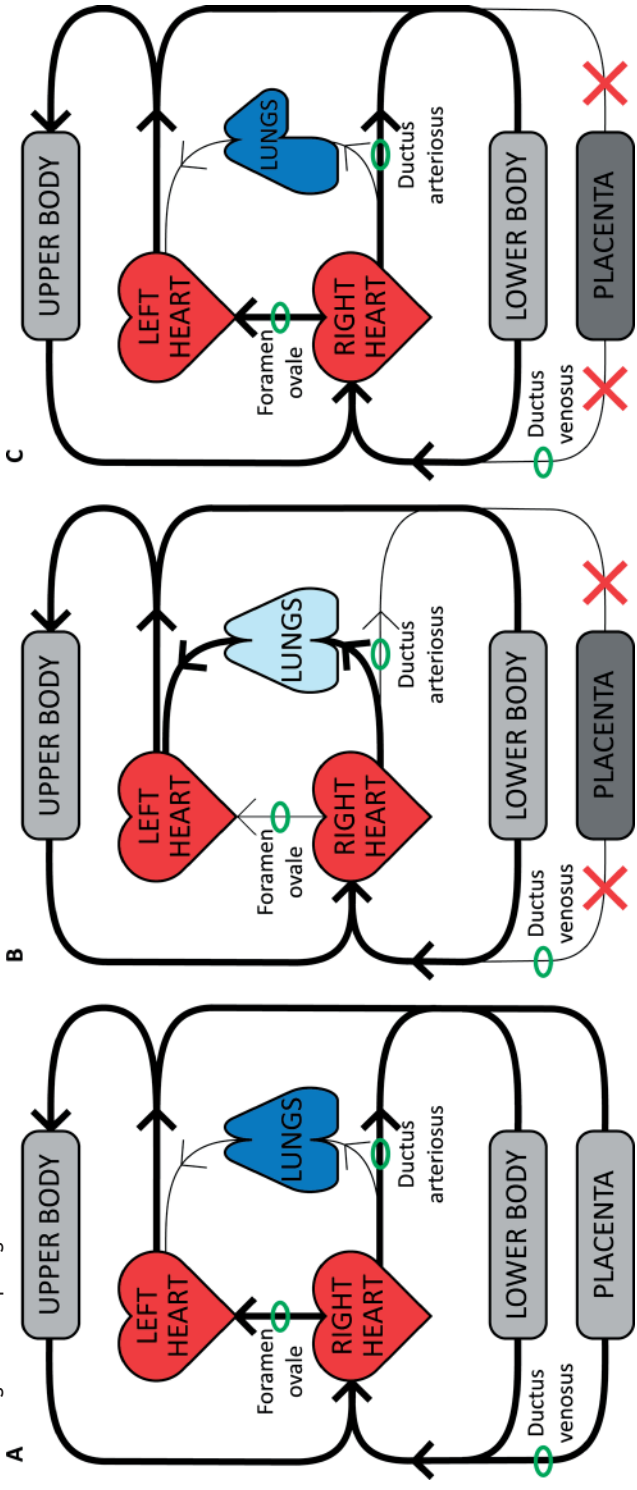 A
UPPER BODY
LEFT
HEART
LUNGS
Foramen
ovale
RIGHT
HEART
Ductus
arteriosus
LOWER BODY
Ductus
venosus
PLACENTA
B
UPPER BODY
LEFT
HEART
LUNGS
Foramen
ovale
RIGHT
HEART
Ductus
arteriosus
LOWER BODY
Ductus
venosus
PLACENTA
C
UPPER BODY
LEFT
HEART
LUNGS
Foramen
ovale
RIGHT
HEART
Ductus
arteriosus
LOWER BODY
Ductus
venosus
PLACENTA